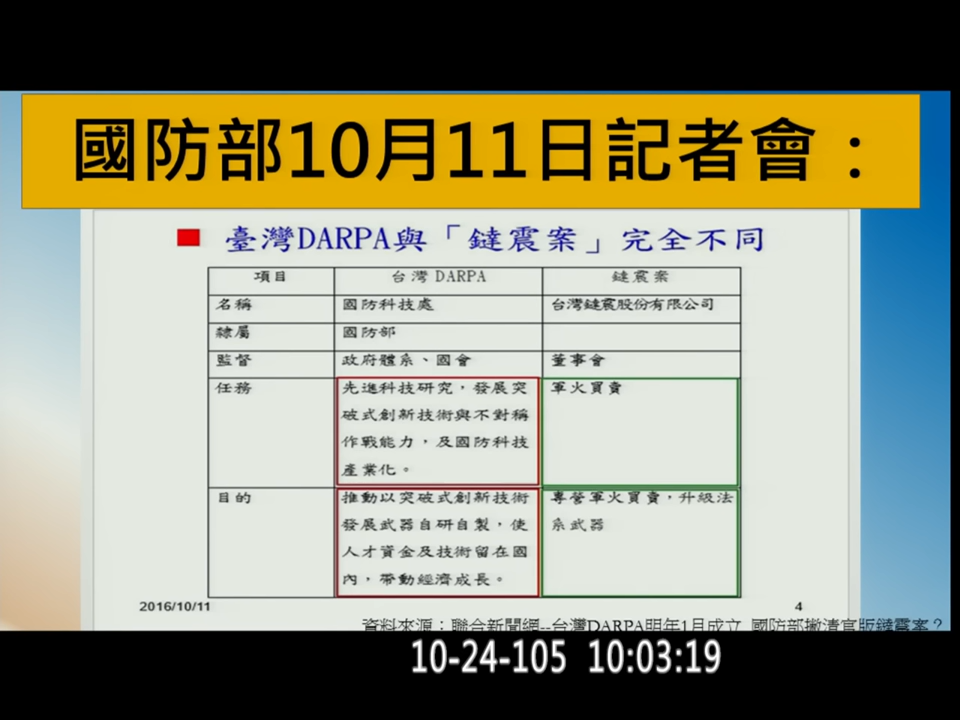 國防部10月11日記者會：
臺灣DARPA與「鐽震案」完全不同
項目 台灣DARPA 鐽震案
名稱 國防科技處 台灣鐽震股份有限公司
隸屬 國防部
監督 政府體系、國會 董事會
任務 先進科技研究，發展突 軍火買賣
破式創新技術與不對稱
作戰能力，及國防科技
產業化。
目的 推動以突破式創新技術 專營軍火買賣，升級法
發展武器自研自製，使 系武器
人才資金及技術留在國
內，帶動經濟成長。
2016/10/11 4
資料來源：聯合新聞網--台灣DARPA明年1月成立 國防部撇清官版鐽震案？
10-24-105 10:03:19